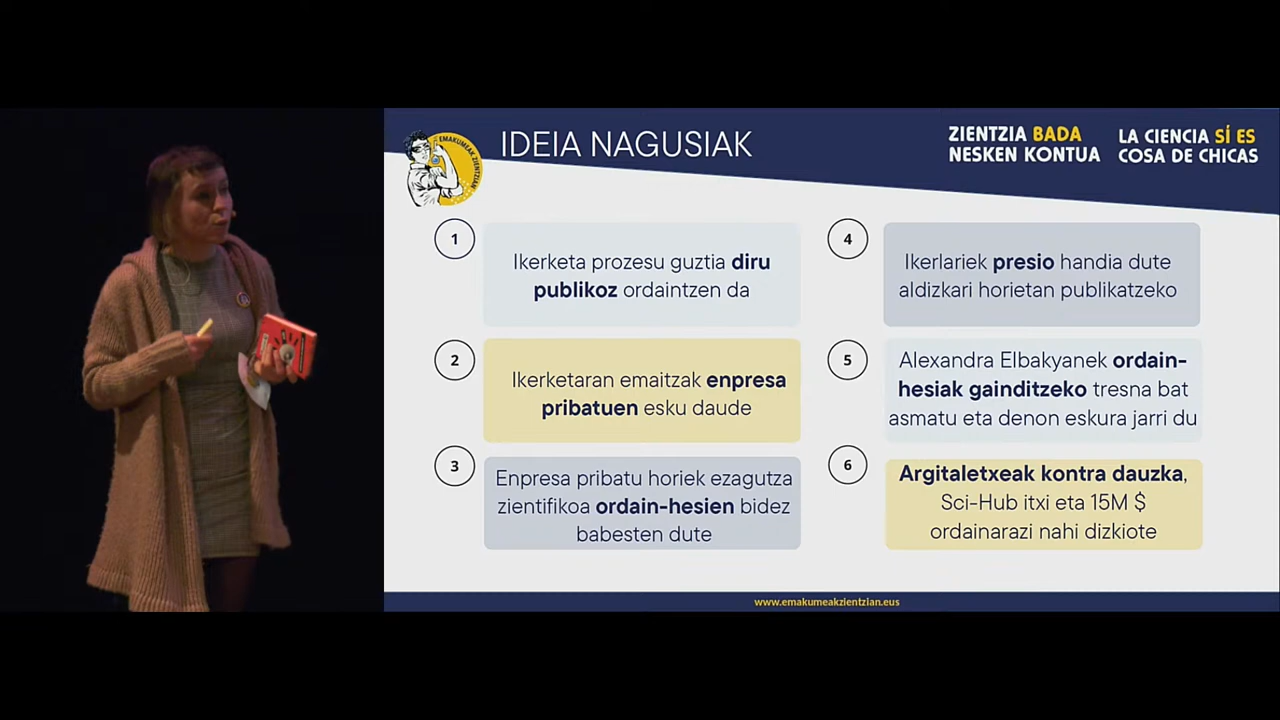 EMAKUMEAK ZIENTZIAN
IDEIA NAGUSIAK
ZIENTZIA BADA
NESKEN KONTUA
LA CIENCIA SÍ ES
COSA DE CHICAS
1
Ikerketa prozesu guztia diru
publikoz ordaintzen da
2
Ikerketaran emaitzak enpresa
pribatuen esku daude
3
Enpresa pribatu horiek ezagutza
zientifikoa ordain-hesien bidez
babesten dute
4
Ikerlariek presio handia dute
aldizkari horietan publikatzeko
5
Alexandra Elbakyanek ordain-
hesiak gainditzeko tresna bat
asmatu eta denon eskura jarri du
6
Argitaletxeak kontra dauzka,
Sci-Hub itxi eta 15M $
ordainarazi nahi dizkiote
www.emakumeakzientzian.eus